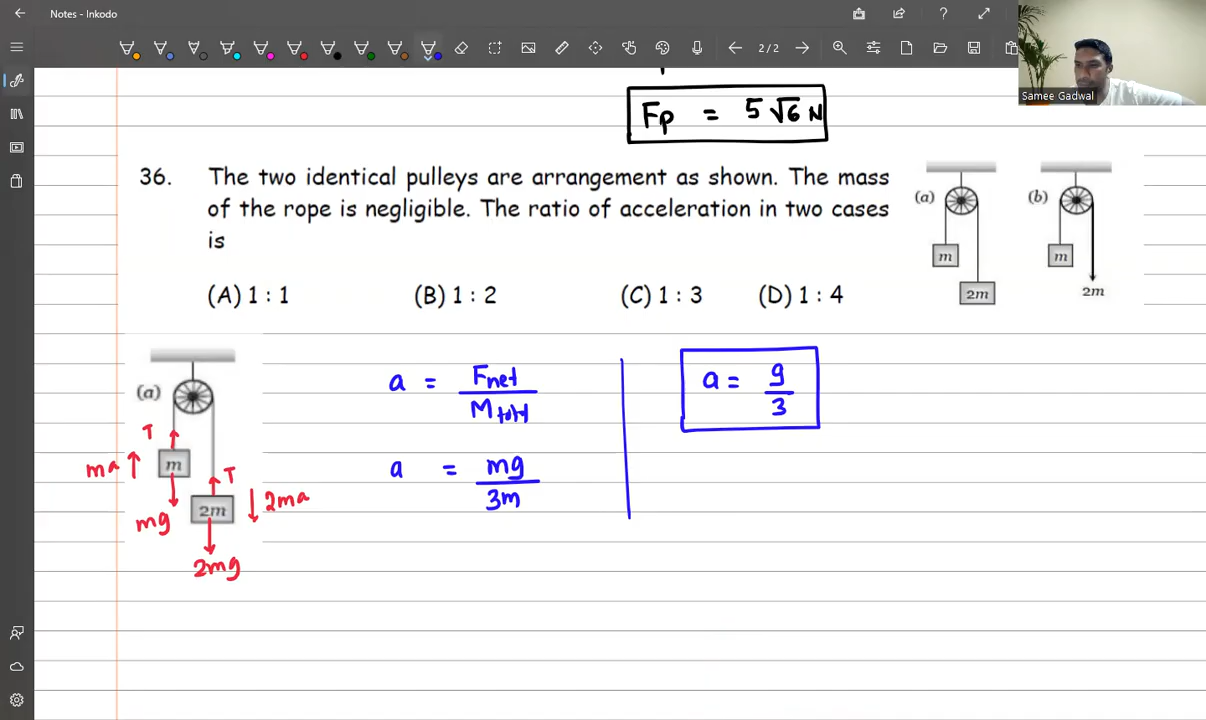 Notes - Inkodo
2/2
Samee Gadwal
Fp = 5 √6 N
36. The two identical pulleys are arrangement as shown. The mass
of the rope is negligible. The ratio of acceleration in two cases
is
(A) 1 : 1 (B) 1 : 2 (C) 1 : 3 (D) 1 : 4
(a) m 2m
(b) m 2m
(a)
T
m
ma
mg
T
2m
2ma
2mg
a = Fnet / Mtotal
a = mg / 3m
a = g / 3